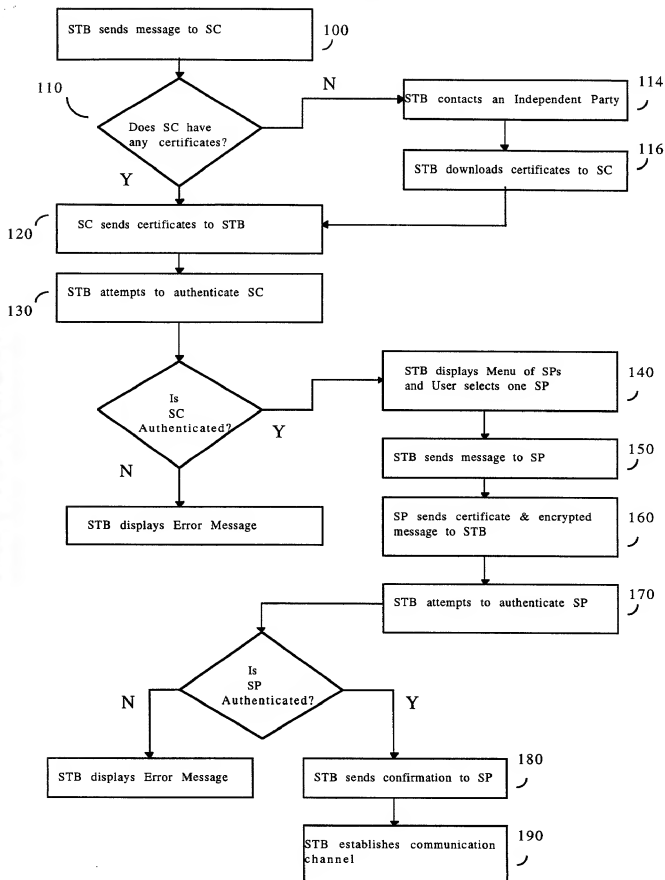 STB sends message to SC
100
110
Does SC have
any certificates?
N
Y
STB contacts an Independent Party
114
STB downloads certificates to SC
116
SC sends certificates to STB
120
STB attempts to authenticate SC
130
Is
SC
Authenticated?
Y
N
STB displays Error Message
STB displays Menu of SPs
and User selects one SP
140
STB sends message to SP
150
SP sends certificate & encrypted
message to STB
160
STB attempts to authenticate SP
170
Is
SP
Authenticated?
N
Y
STB displays Error Message
STB sends confirmation to SP
180
STB establishes communication
channel
190